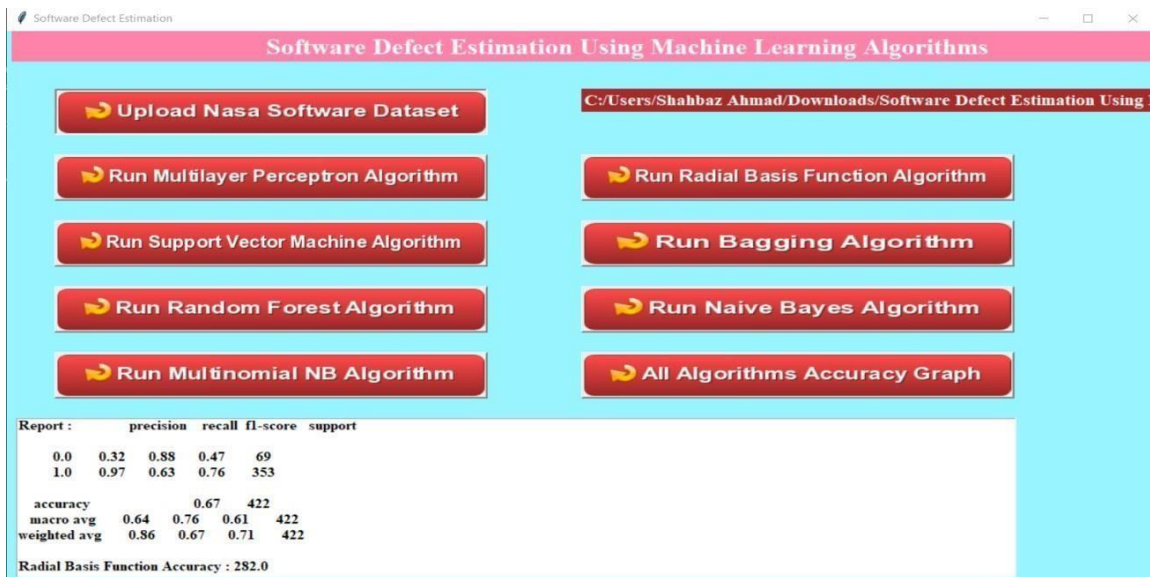 Software Defect Estimation
Software Defect Estimation Using Machine Learning Algorithms
Upload Nasa Software Dataset
C:/Users/Shahbaz Ahmad/Downloads/Software Defect Estimation Using
Run Multilayer Perceptron Algorithm
Run Radial Basis Function Algorithm
Run Support Vector Machine Algorithm
Run Bagging Algorithm
Run Random Forest Algorithm
Run Naive Bayes Algorithm
Run Multinomial NB Algorithm
All Algorithms Accuracy Graph
Report : precision recall f1-score support
0.0 0.32 0.88 0.47 69
1.0 0.97 0.63 0.76 353
accuracy 0.67 422
macro avg 0.64 0.76 0.61 422
weighted avg 0.86 0.67 0.71 422
Radial Basis Function Accuracy : 282.0